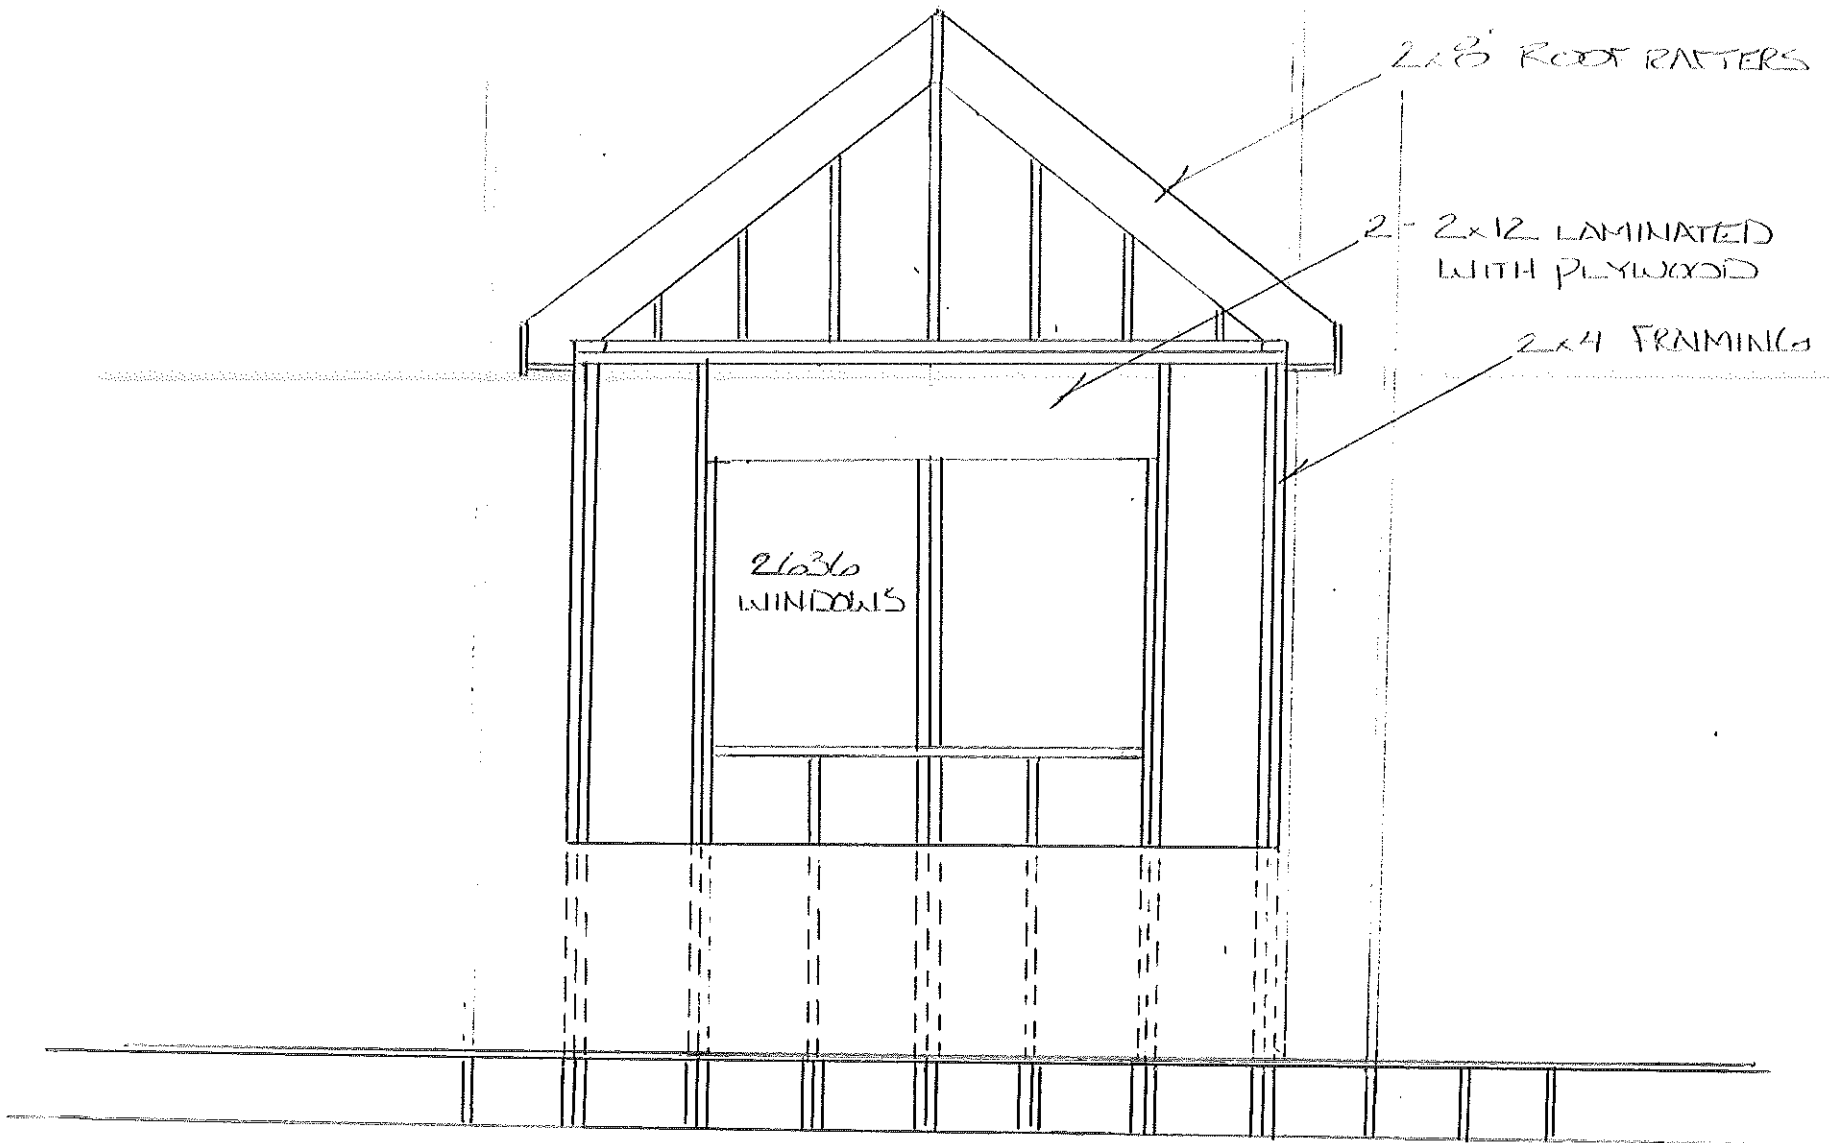 2x8 ROOF RAFTERS
2 - 2x12 LAMINATED
WITH PLYWOOD
2x4 FRAMING
2636
WINDOWS